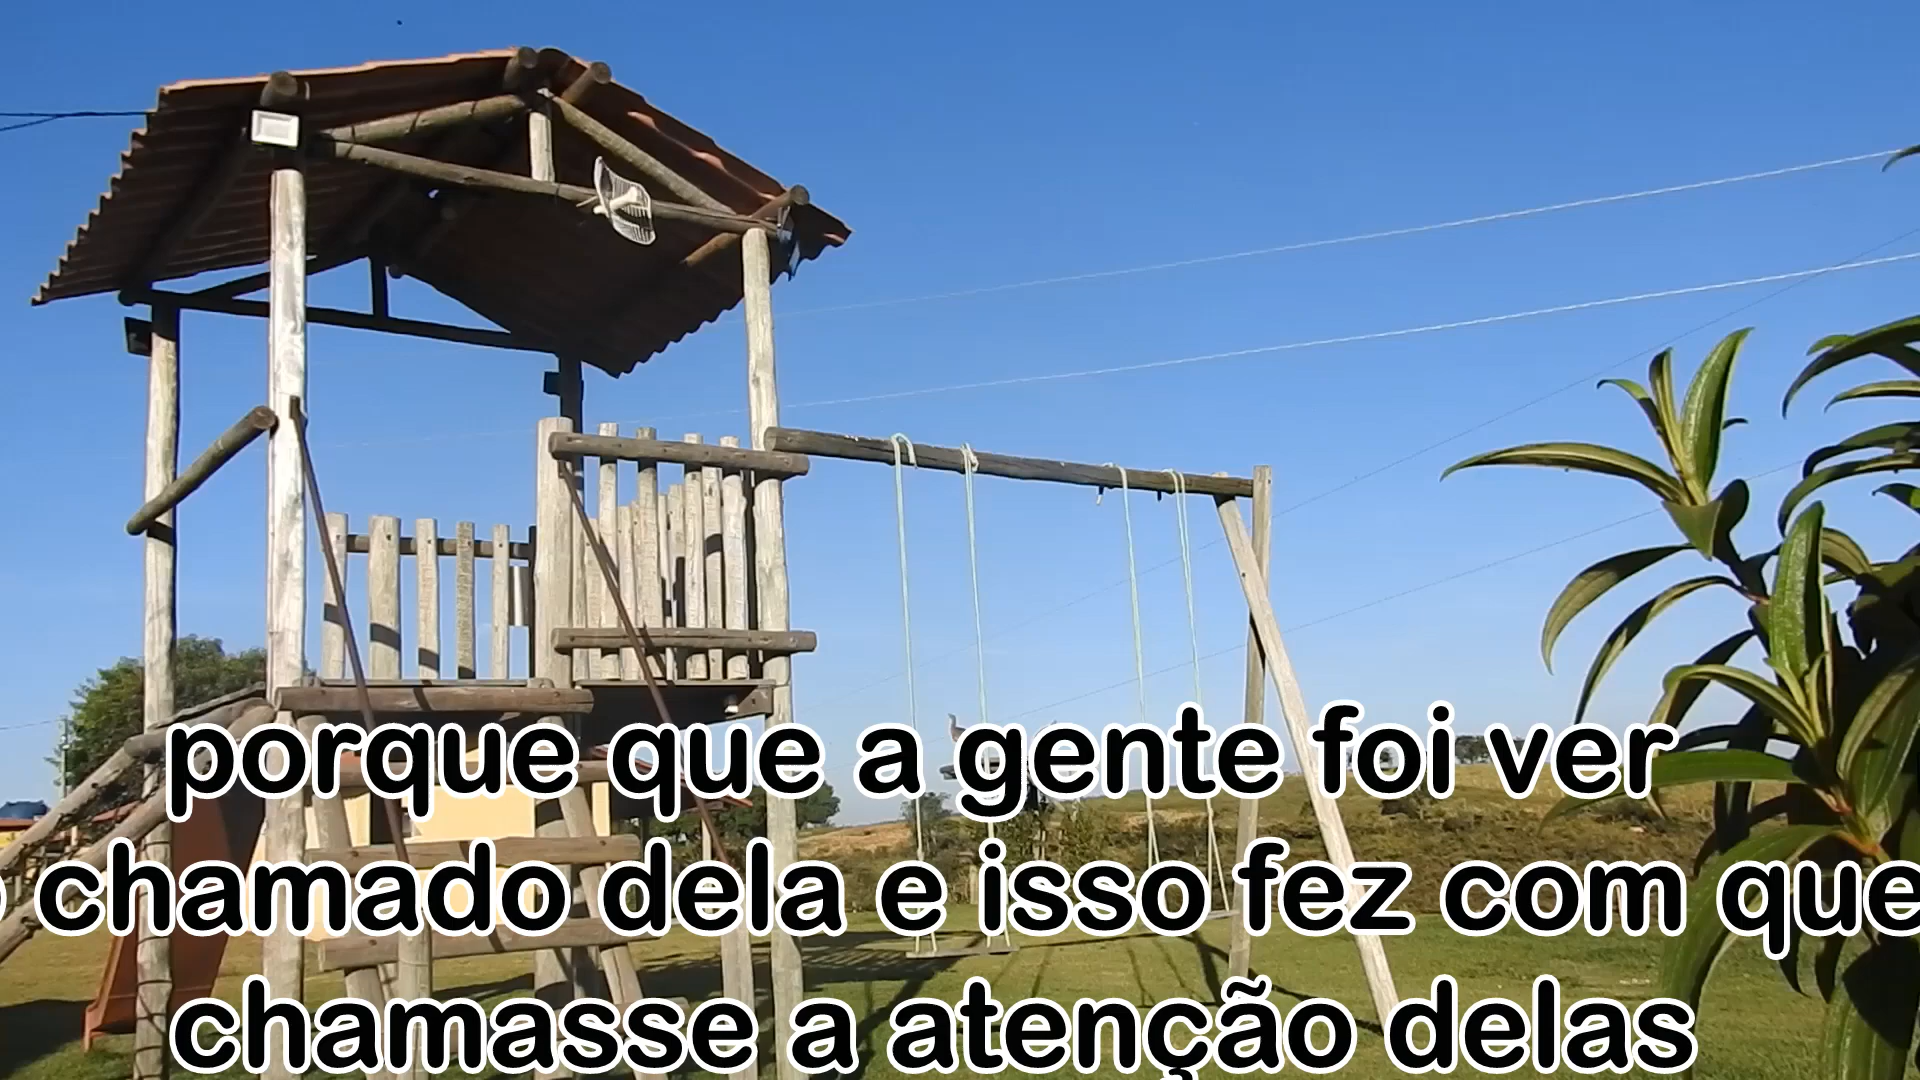 porque que a gente foi ver
o chamado dela e isso fez com que
chamasse a atenção delas